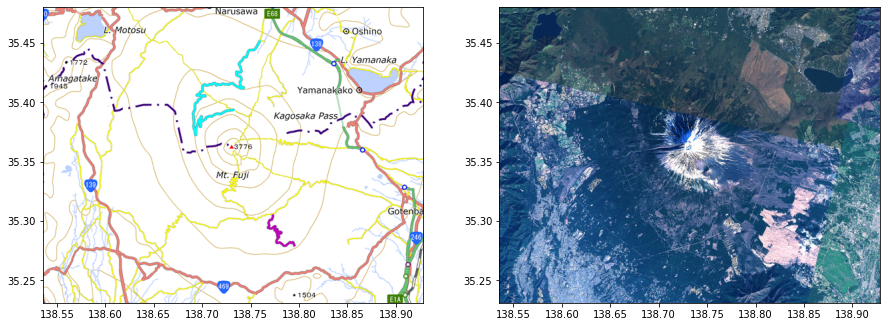 Narusawa
E68
L. Motosu
138
Oshino
35.45
1772
L. Yamanaka
Amagatake
1945
Yamanakako
35.40
Kagosaka Pass
3776
35.35
Mt. Fuji
139
35.30
Gotenba
246
35.25
469
1504
E1A
138.55 138.60 138.65 138.70 138.75 138.80 138.85 138.90
35.45
35.40
35.35
35.30
35.25
138.55 138.60 138.65 138.70 138.75 138.80 138.85 138.90